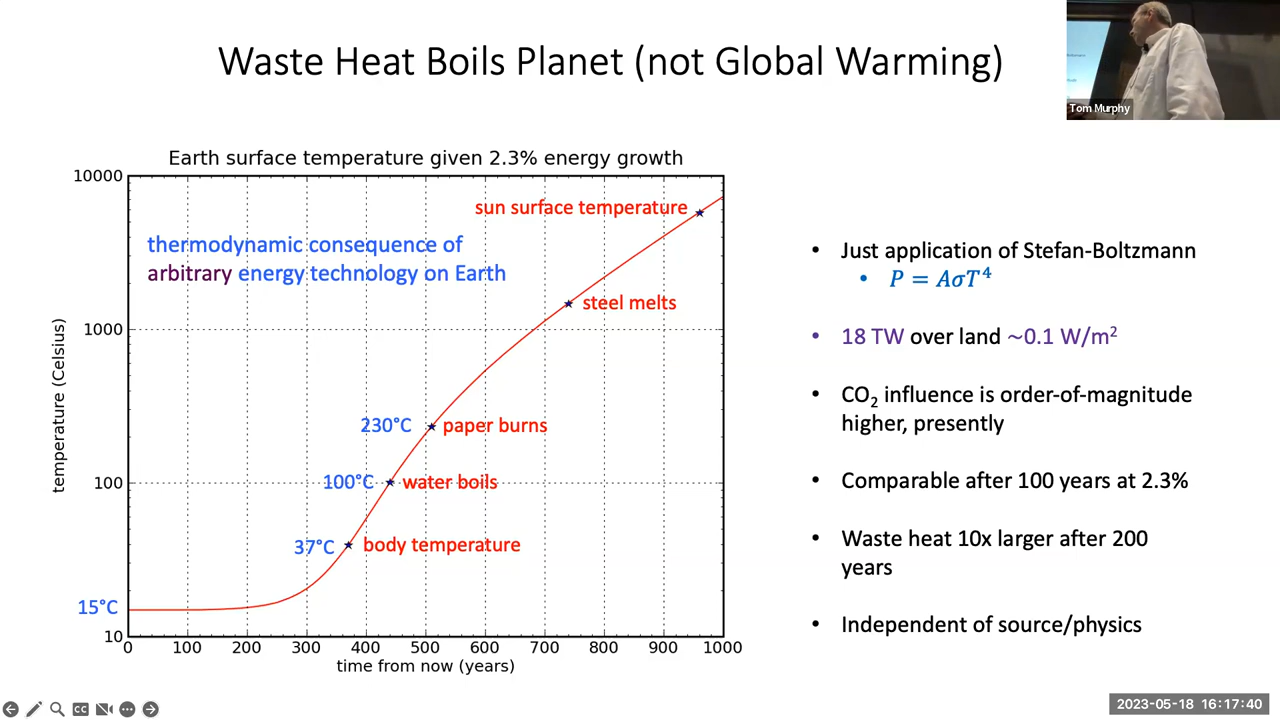 Waste Heat Boils Planet (not Global Warming)
Tom Murphy
Earth surface temperature given 2.3% energy growth
10000
1000
100
10
temperature (Celsius)
thermodynamic consequence of
arbitrary energy technology on Earth
sun surface temperature
steel melts
230°C paper burns
100°C water boils
37°C body temperature
15°C
0 100 200 300 400 500 600 700 800 900 1000
time from now (years)
• Just application of Stefan-Boltzmann
• P = AσT⁴
• 18 TW over land ~0.1 W/m²
• CO₂ influence is order-of-magnitude
higher, presently
• Comparable after 100 years at 2.3%
• Waste heat 10x larger after 200
years
• Independent of source/physics
CC
2023-05-18 16:17:40